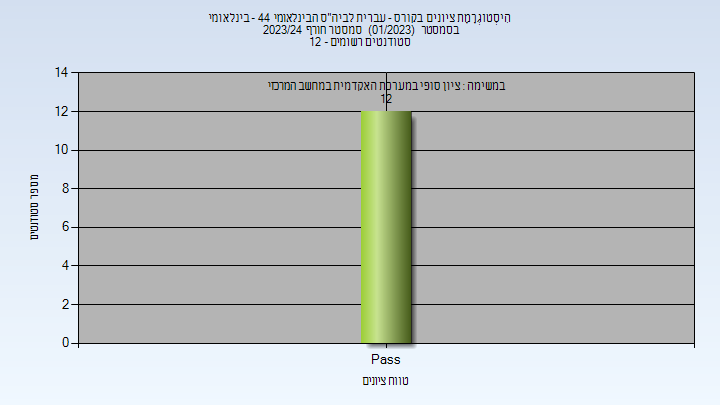 הִיסְטוֹגְרָמַת ציונים בקורס - עברית לביה"ס הבינלאומי 44 - בינלאומי
בסמסטר (01/2023) סמסטר חורף 2023/24
סטודנטים רשומים - 12
במשימה : ציון סופי במערכת האקדמית במחשב המרכזי
12
14
12
10
8
6
4
2
0
מספר סטודנטים
Pass
טווח ציונים